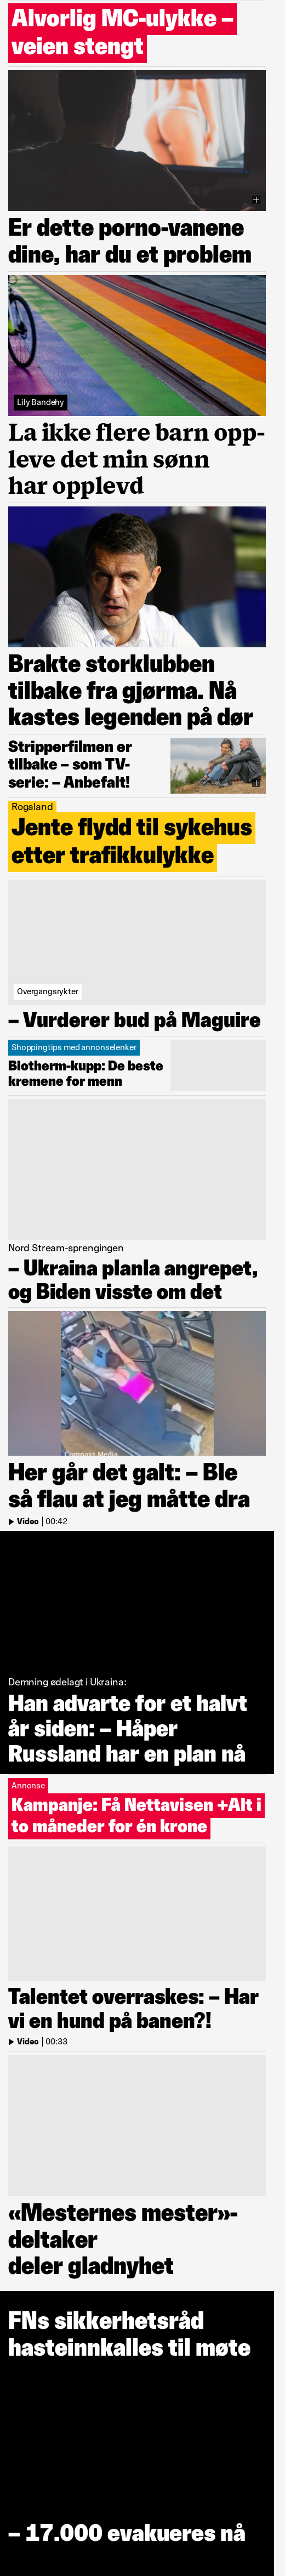 Alvorlig MC-ulykke –
veien stengt
Er dette porno-vanene
dine, har du et problem
Lily Bandehy
La ikke flere barn opp-
leve det min sønn
har opplevd
Brakte storklubben
tilbake fra gjørma. Nå
kastes legenden på dør
Stripperfilmen er
tilbake – som TV-
serie: – Anbefalt!
Rogaland
Jente flydd til sykehus
etter trafikkulykke
Overgangsrykter
– Vurderer bud på Maguire
Shoppingtips med annonselenker
Biotherm-kupp: De beste
kremene for menn
Nord Stream-sprengingen
– Ukraina planla angrepet,
og Biden visste om det
Compass Media
Her går det galt: – Ble
så flau at jeg måtte dra
Video | 00:42
Demning ødelagt i Ukraina:
Han advarte for et halvt
år siden: – Håper
Russland har en plan nå
Annonse
Kampanje: Få Nettavisen +Alt i
to måneder for én krone
Talentet overraskes: – Har
vi en hund på banen?!
Video | 00:33
«Mesternes mester»-
deltaker
deler gladnyhet
FNs sikkerhetsråd
hasteinnkalles til møte
– 17.000 evakueres nå